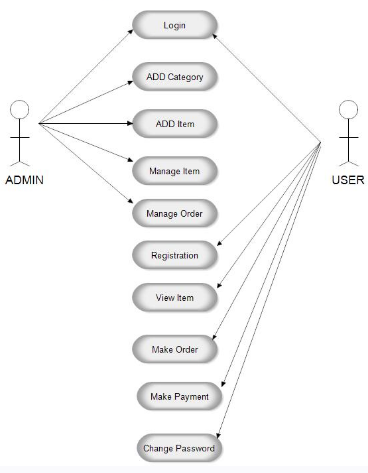 Login
ADD Category
ADD Item
Manage Item
ADMIN
USER
Manage Order
Registration
View Item
Make Order
Make Payment
Change Password